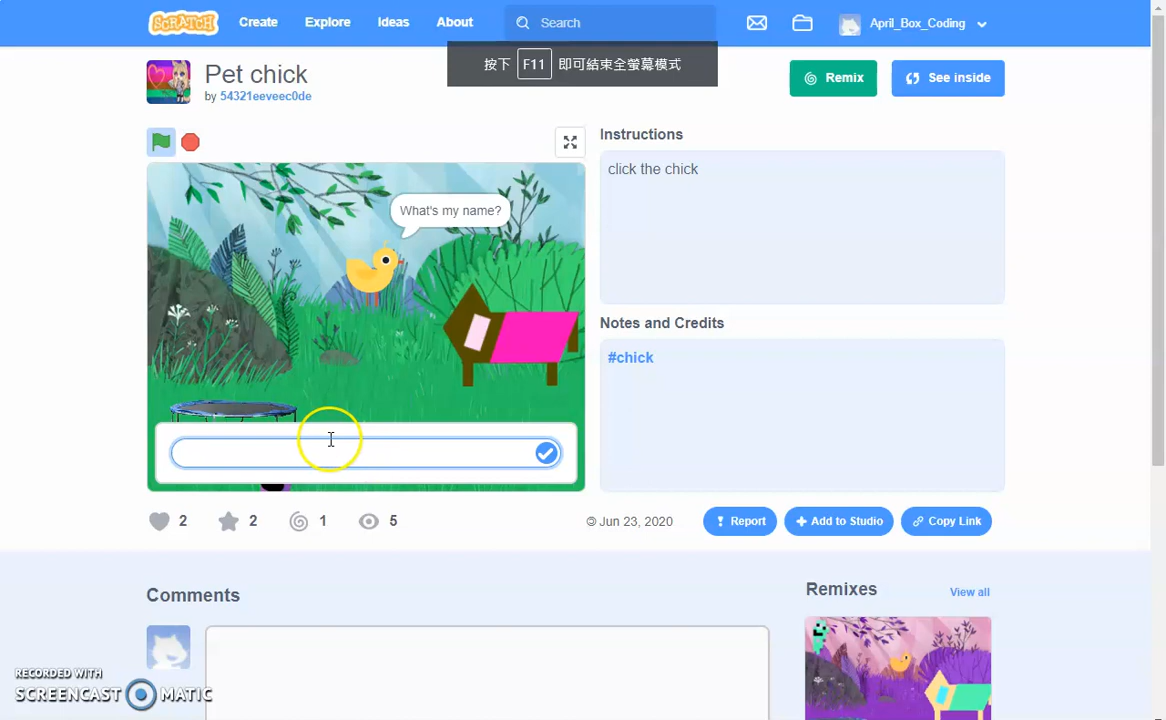 SCRATCH
Create
Explore
Ideas
About
Search
April_Box_Coding
按下 F11 即可結束全螢幕模式
Pet chick
by 54321eeveec0de
Remix
See inside
What's my name?
Instructions
click the chick
Notes and Credits
#chick
2
2
1
5
© Jun 23, 2020
Report
Add to Studio
Copy Link
Comments
Remixes
View all
RECORDED WITH
SCREENCAST MATIC